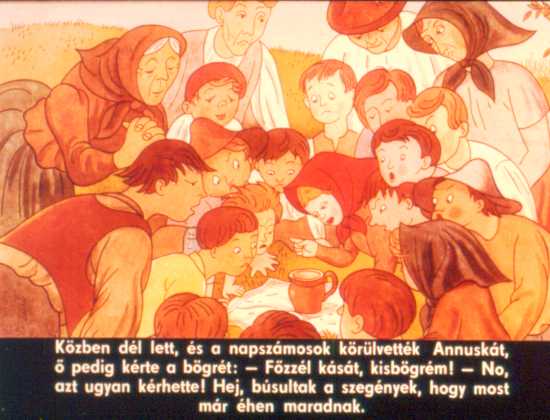 Közben dél lett, és a napszámosok körülvették Annuskát,
ő pedig kérte a bögrét: — Főzzél kását, kisbögrém! — No,
azt ugyan kérhette! Hej, búsultak a szegények, hogy most
már éhen maradnak.